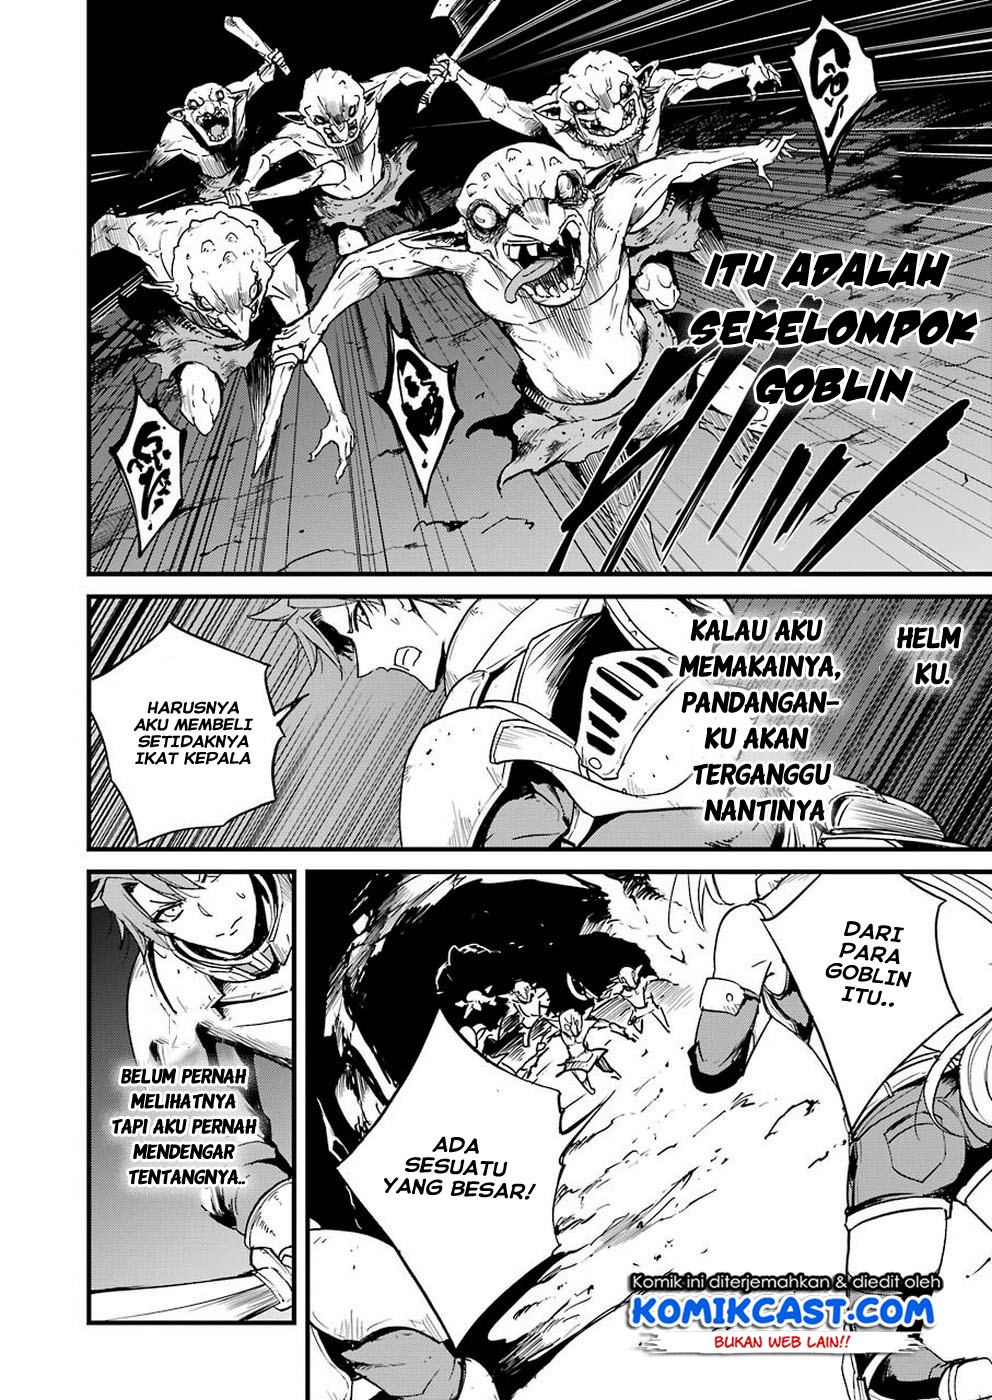 ITU ADALAH
SEKELOMPOK
GOBLIN
HELM
KU.
KALAU AKU
MEMAKAINYA,
PANDANGAN-
KU AKAN
TERGANGGU
NANTINYA
HARUSNYA
AKU MEMBELI
SETIDAKNYA
IKAT KEPALA
DARI
PARA
GOBLIN
ITU..
ADA
SESUATU
YANG BESAR!
BELUM PERNAH
MELIHATNYA
TAPI AKU PERNAH
MENDENGAR
TENTANGNYA..
Komik ini diterjemahkan & diedit oleh
KOMIKCAST.COM
BUKAN WEB LAIN!!